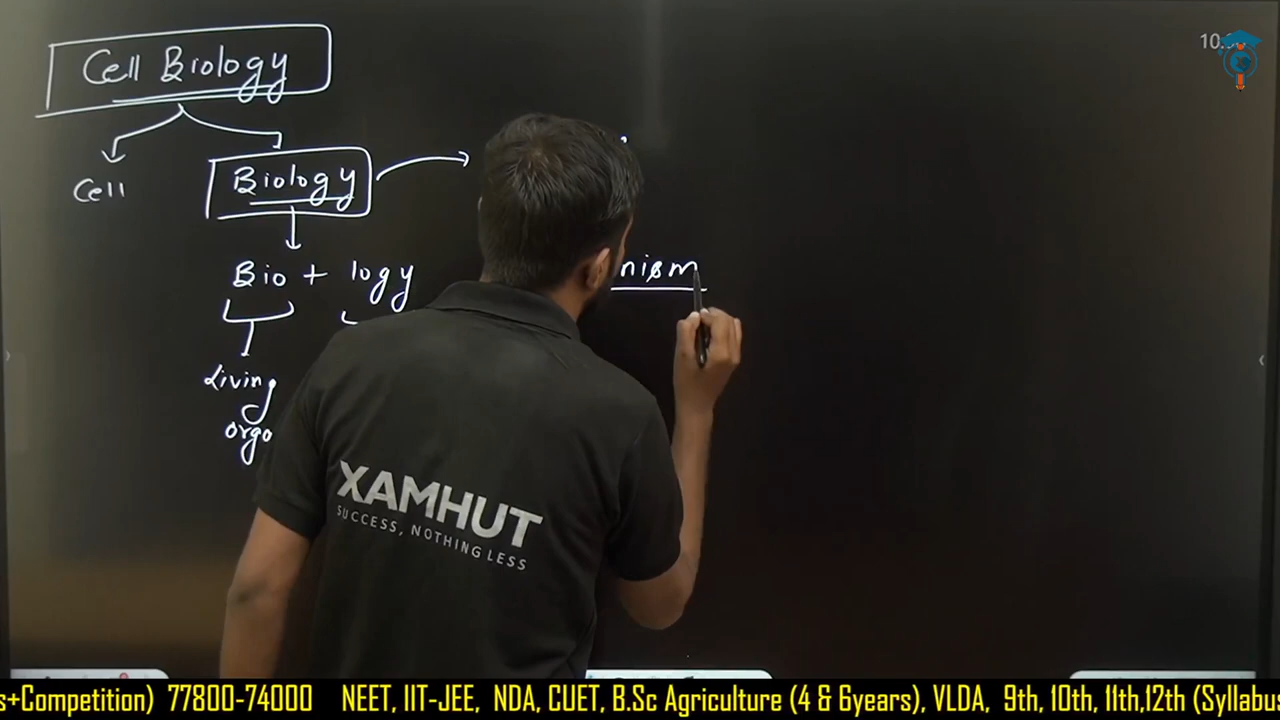 Cell Biology
Cell
Biology
Bio + logy
nism
Living
orgo
XAMHUT
SUCCESS, NOTHING LESS
s+Competition) 77800-74000 NEET, IIT-JEE, NDA, CUET, B.Sc Agriculture (4 & 6years), VLDA, 9th, 10th, 11th,12th (Syllabus